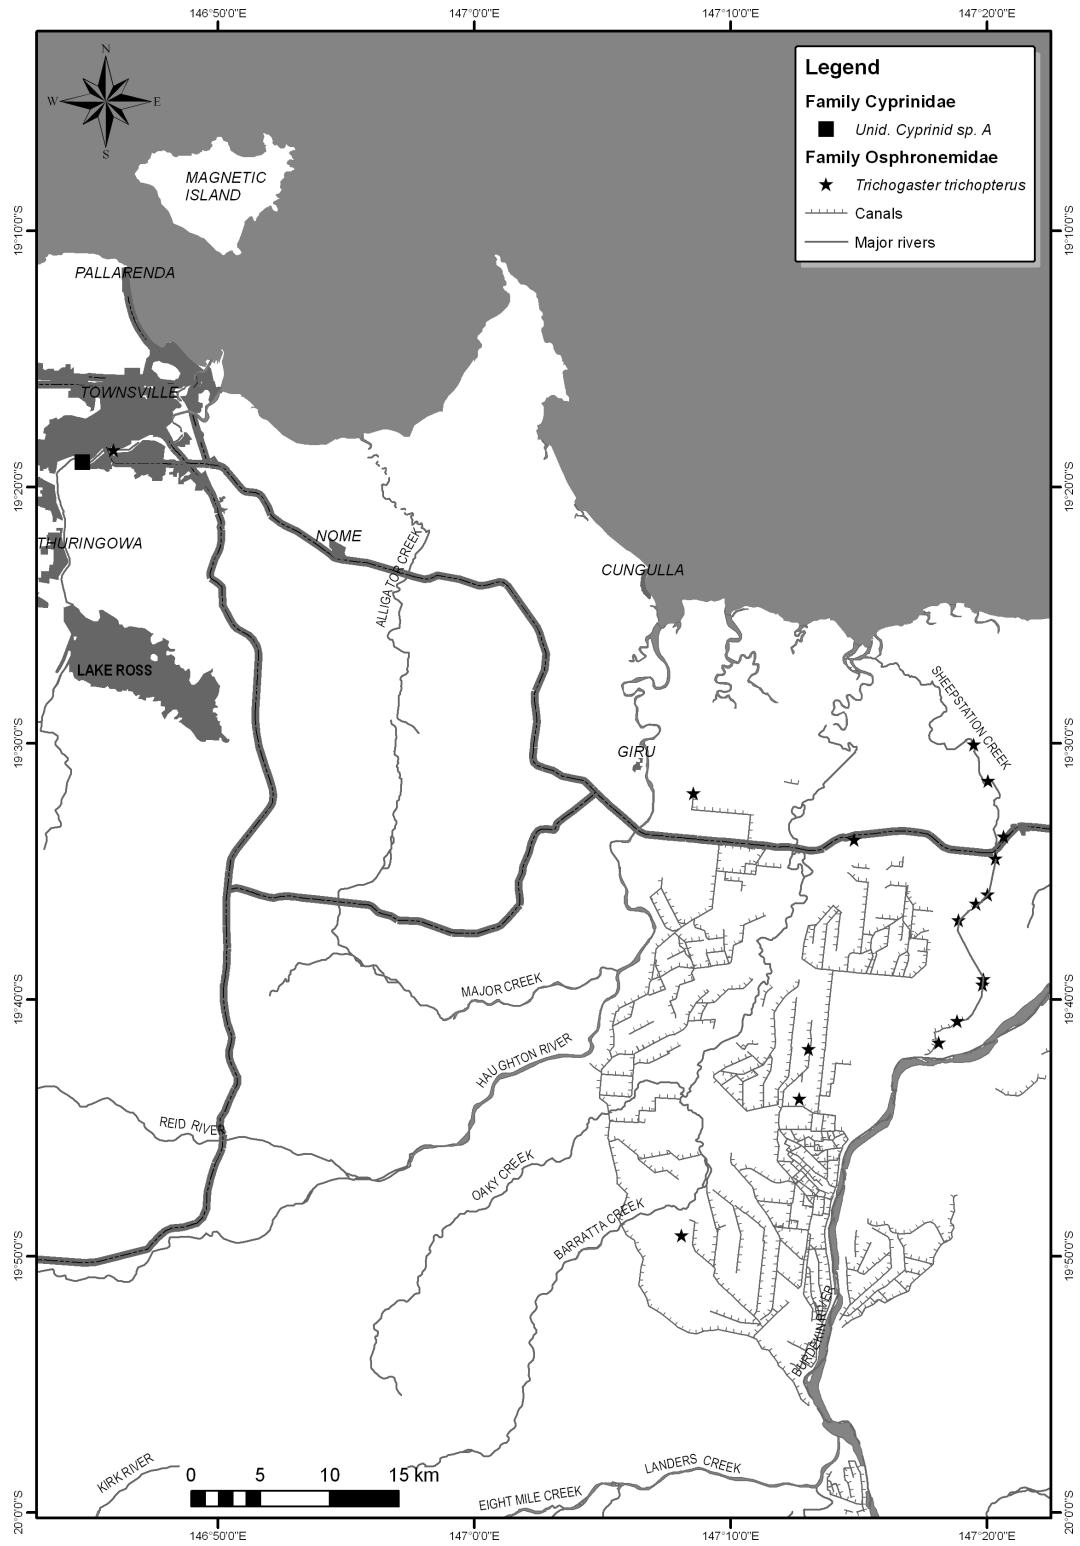 146°50'0"E
147°0'0"E
147°10'0"E
147°20'0"E
N
W
E
S
Legend
Family Cyprinidae
Unid. Cyprinid sp. A
Family Osphronemidae
Trichogaster trichopterus
Canals
Major rivers
MAGNETIC
ISLAND
19°10'0"S
19°10'0"S
PALLARENDA
TOWNSVILLE
19°20'0"S
19°20'0"S
NOME
THURINGOWA
ALLIGATOR CREEK
CUNGULLA
LAKE ROSS
SHEEPSTATION CREEK
19°30'0"S
19°30'0"S
GIRU
MAJOR CREEK
19°40'0"S
19°40'0"S
HAUGHTON RIVER
REID RIVER
OAKY CREEK
BARRATTA CREEK
19°50'0"S
19°50'0"S
BURDEKIN RIVER
KIRK RIVER
0
5
10
15 km
LANDERS CREEK
EIGHT MILE CREEK
20°0'0"S
20°0'0"S
146°50'0"E
147°0'0"E
147°10'0"E
147°20'0"E